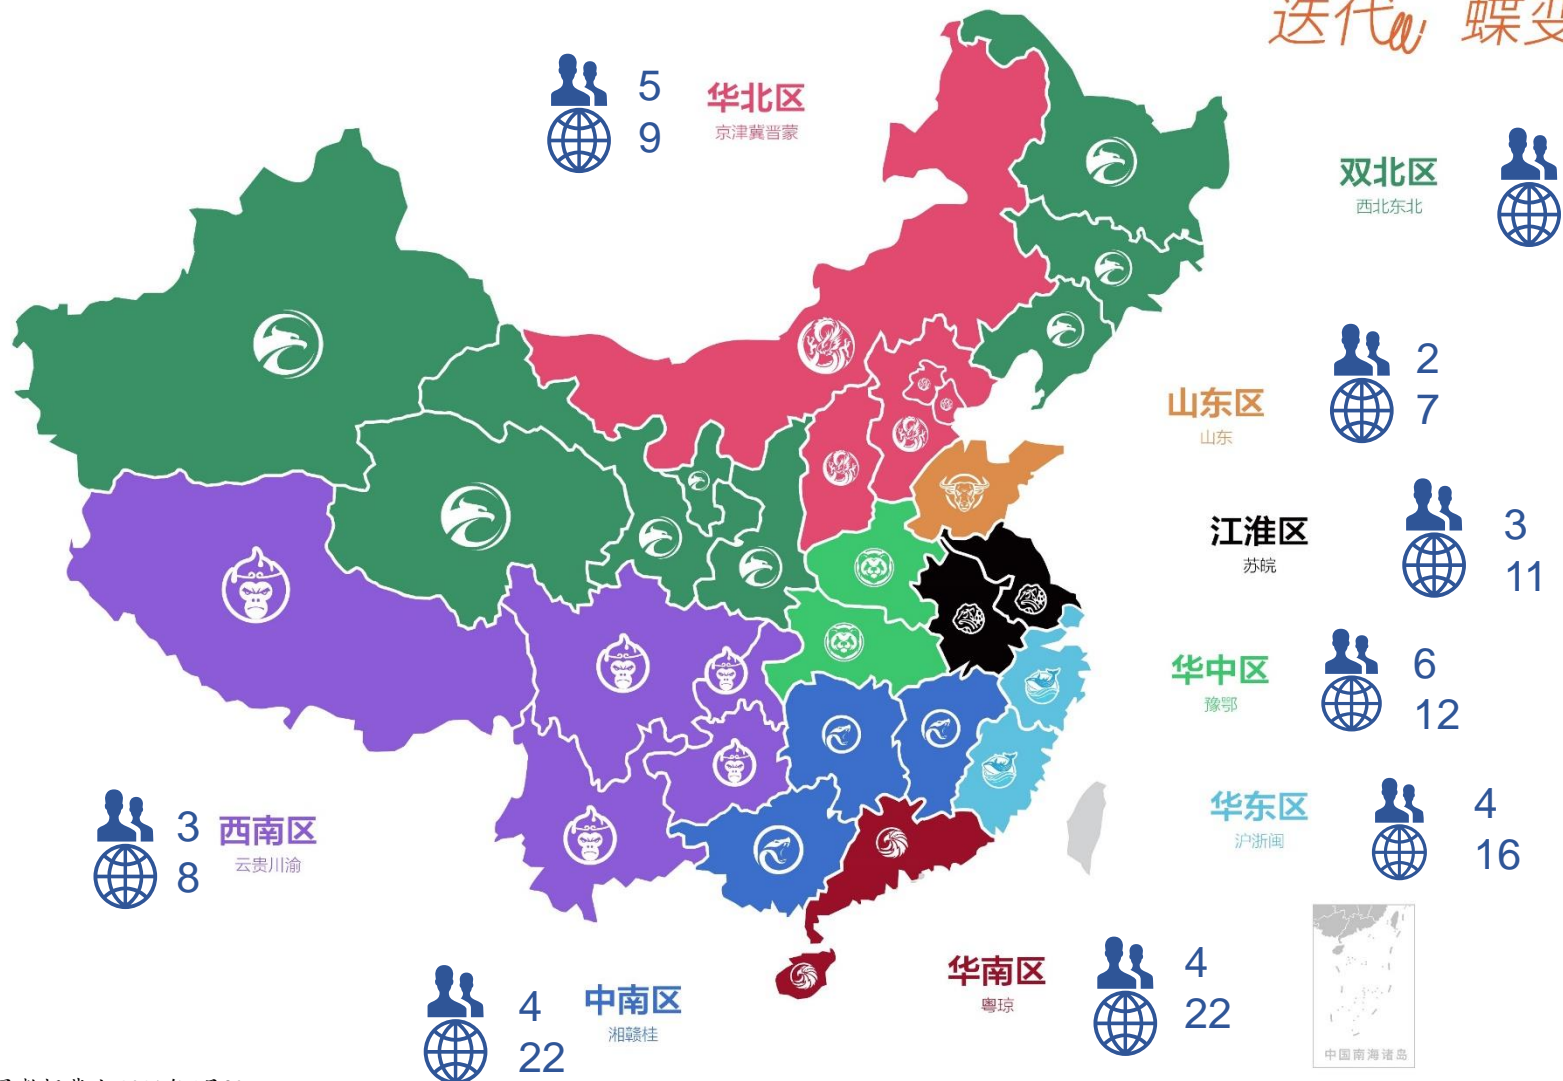 迭代 蝶变
5
华北区
9
京津冀晋蒙
双北区
西北东北
2
山东区
7
山东
江淮区
3
苏皖
11
华中区
6
豫鄂
12
华东区
4
沪浙闽
16
3
西南区
8
云贵川渝
华南区
4
粤琼
22
4
中南区
22
湘赣桂
中国南海诸岛